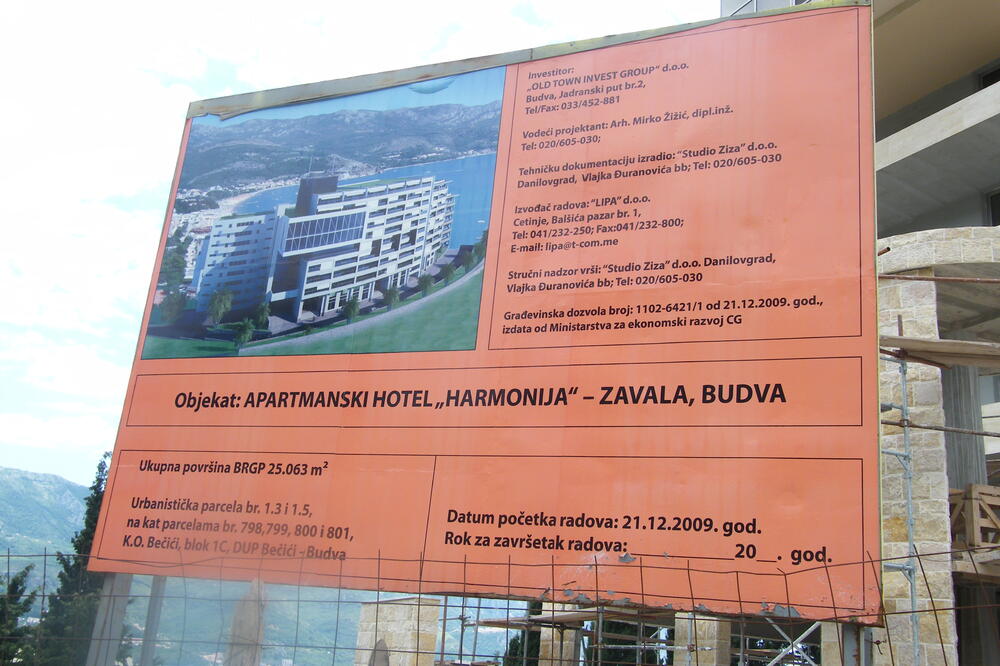 Investitor:
„OLD TOWN INVEST GROUP“ d.o.o.
Budva, Jadranski put br.2,
Tel/Fax: 033/452-881
Vodeći projektant: Arh. Mirko Žižić, dipl.inž.
Tel: 020/605-030;
Tehničku dokumentaciju izradio: “Studio Ziza” d.o.o.
Danilovgrad, Vlajka Đuranovića bb; Tel: 020/605-030
Izvođač radova: “LIPA” d.o.o.
Cetinje, Balšića pazar br. 1,
Tel: 041/232-250; Fax:041/232-800;
E-mail: lipa@t-com.me
Stručni nadzor vrši: “Studio Ziza” d.o.o. Danilovgrad,
Vlajka Đuranovića bb; Tel: 020/605-030
Građevinska dozvola broj: 1102-6421/1 od 21.12.2009. god.,
izdata od Ministarstva za ekonomski razvoj CG
Objekat: APARTMANSKI HOTEL „HARMONIJA“ – ZAVALA, BUDVA
Ukupna površina BRGP 25.063 m²
Urbanistička parcela br. 1.3 i 1.5,
na kat parcelama br. 798,799, 800 i 801,
K.O. Bečići, blok 1C, DUP Bečići - Budva
Datum početka radova: 21.12.2009. god.
Rok za završetak radova:____________20__. god.